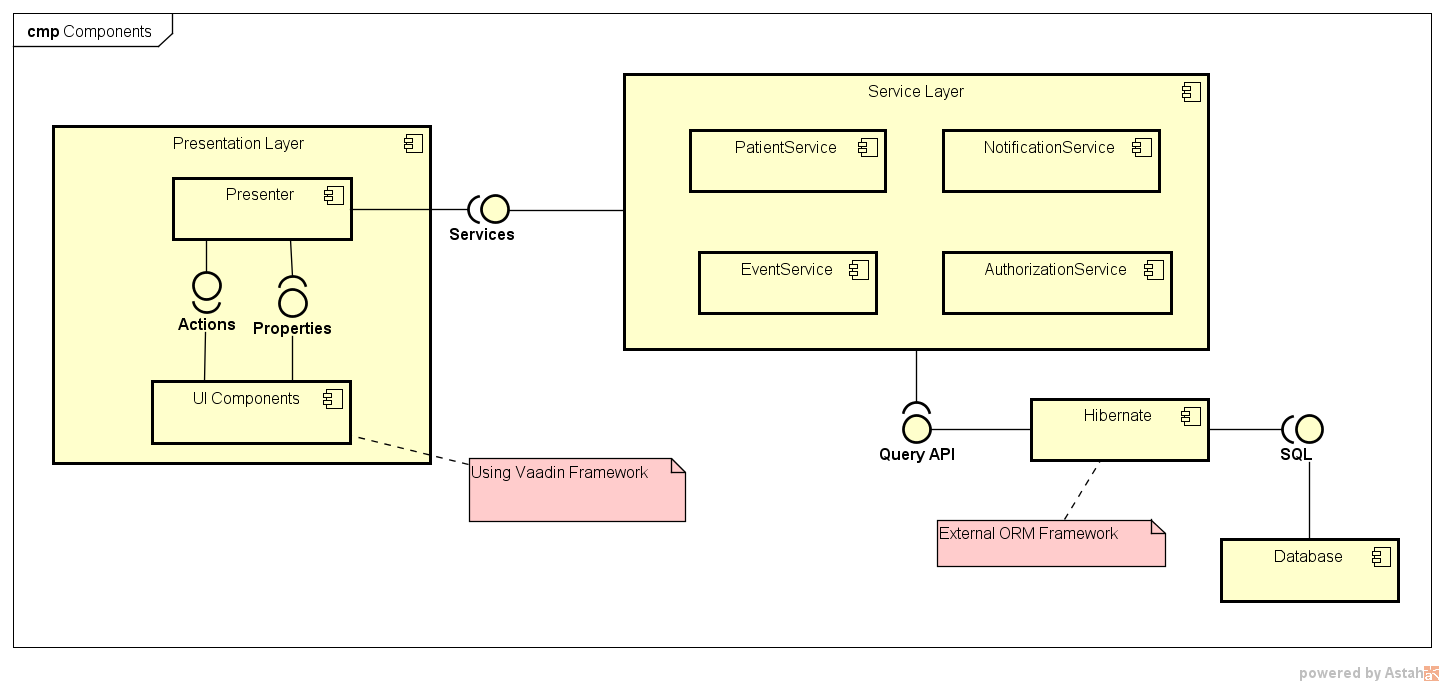 cmp Components
Service Layer
PatientService
NotificationService
EventService
AuthorizationService
Presentation Layer
Presenter
Services
Actions
Properties
UI Components
Using Vaadin Framework
Query API
Hibernate
SQL
External ORM Framework
Database
powered by Astah